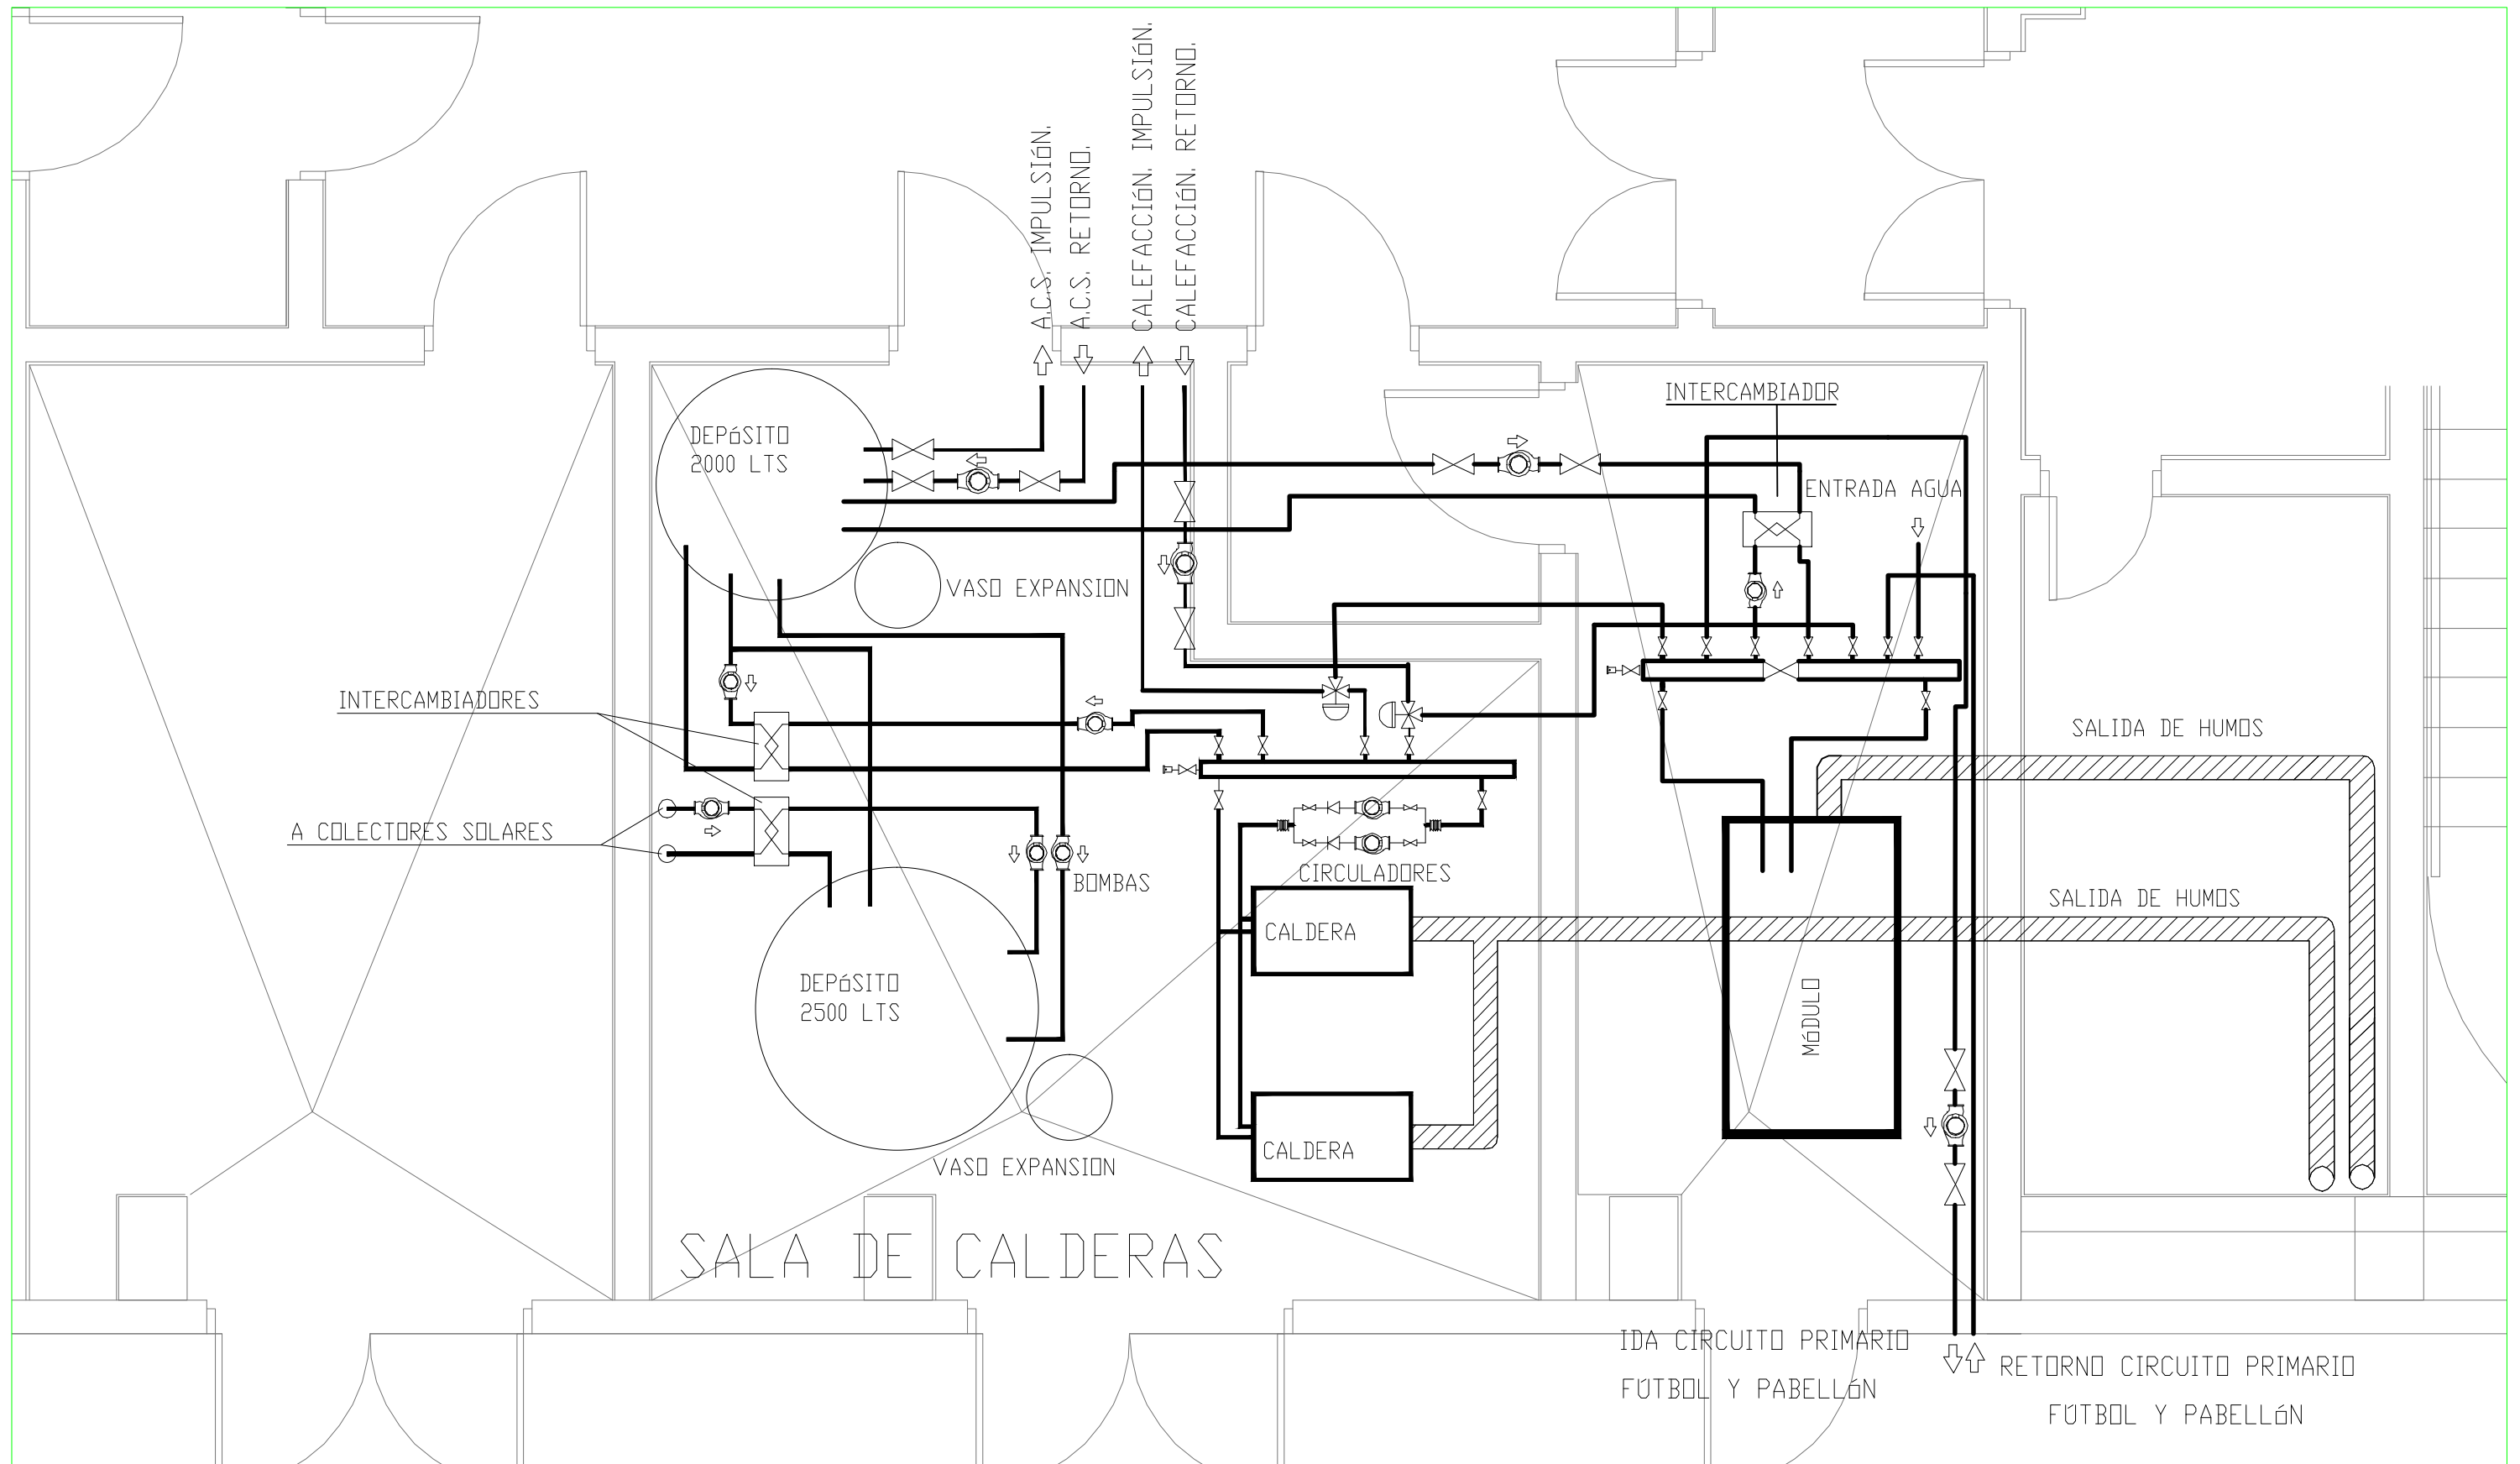 A.C.S. IMPULSIóN.
A.C.S. RETORNO.
CALEFACCIóN. IMPULSIóN.
CALEFACCIóN. RETORNO.
INTERCAMBIADOR
DEPóSITO
2000 LTS
ENTRADA AGUA
VASO EXPANSION
INTERCAMBIADORES
SALIDA DE HUMOS
A COLECTORES SOLARES
CIRCULADORES
BOMBAS
SALIDA DE HUMOS
CALDERA
DEPóSITO
2500 LTS
MóDULO
CALDERA
VASO EXPANSION
SALA DE CALDERAS
IDA CIRCUITO PRIMARIO
FÚTBOL Y PABELLóN
RETORNO CIRCUITO PRIMARIO
FÚTBOL Y PABELLóN